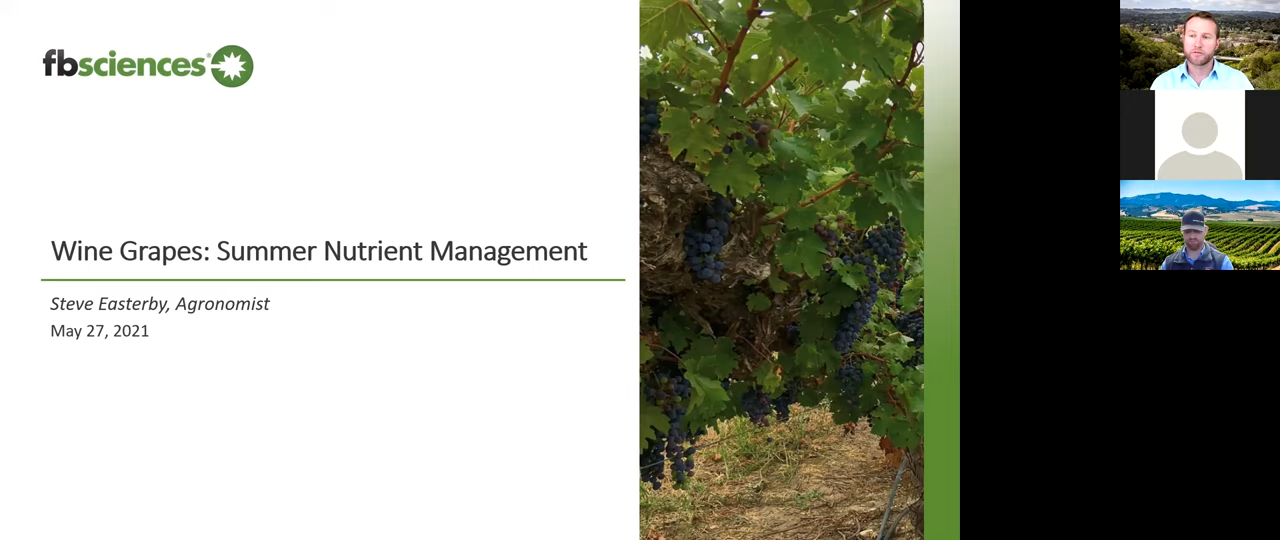 fbsciences®
Wine Grapes: Summer Nutrient Management
Steve Easterby, Agronomist
May 27, 2021